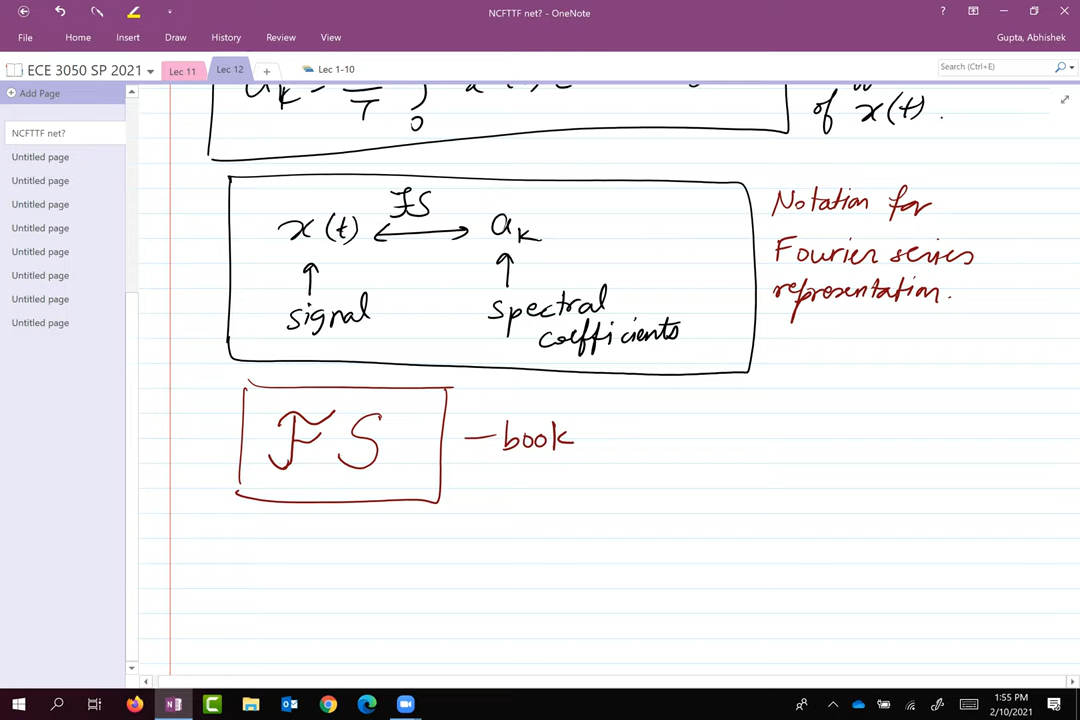 NCFTTF net? - OneNote
?
File Home Insert Draw History Review View
Gupta, Abhishek
ECE 3050 SP 2021 Lec 11 Lec 12 + Lec 1-10
Search (Ctrl+E)
Add Page
NCFTTF net?
Untitled page
Untitled page
Untitled page
Untitled page
Untitled page
Untitled page
Untitled page
Untitled page
of x(t).
x(t) ⟷ aₖ
FS
signal
spectral
coefficients
Notation for
Fourier series
representation.
FS — book
1:55 PM
2/10/2021